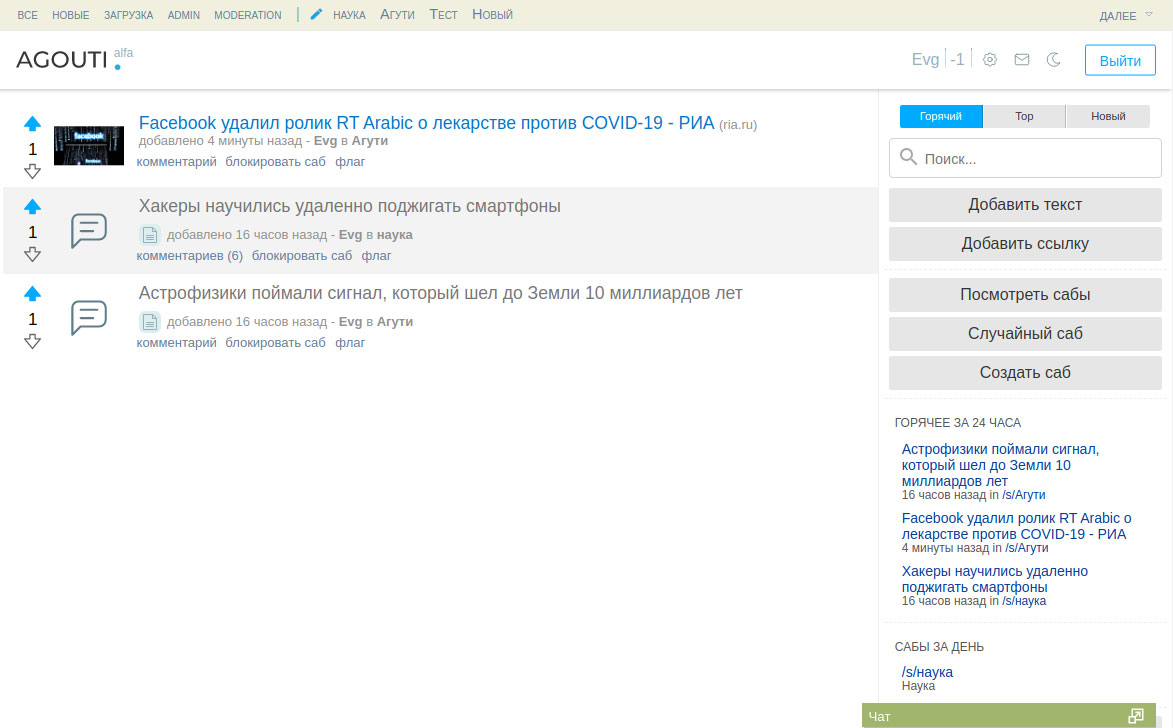 ВСЕ НОВЫЕ ЗАГРУЗКА ADMIN MODERATION | НАУКА АГУТИ ТЕСТ НОВЫЙ ДАЛЕЕ
AGOUTI alfa
Evg -1 Выйти
1
Facebook удалил ролик RT Arabic о лекарстве против COVID-19 - РИА (ria.ru)
добавлено 4 минуты назад - Evg в Агути
комментарий блокировать саб флаг
1
Хакеры научились удаленно поджигать смартфоны
добавлено 16 часов назад - Evg в наука
комментариев (6) блокировать саб флаг
1
Астрофизики поймали сигнал, который шел до Земли 10 миллиардов лет
добавлено 16 часов назад - Evg в Агути
комментарий блокировать саб флаг
Горячий Top Новый
Поиск...
Добавить текст
Добавить ссылку
Посмотреть сабы
Случайный саб
Создать саб
ГОРЯЧЕЕ ЗА 24 ЧАСА
Астрофизики поймали сигнал,
который шел до Земли 10
миллиардов лет
16 часов назад in /s/Агути
Facebook удалил ролик RT Arabic о
лекарстве против COVID-19 - РИА
4 минуты назад in /s/Агути
Хакеры научились удаленно
поджигать смартфоны
16 часов назад in /s/наука
САБЫ ЗА ДЕНЬ
/s/наука
Наука
Чат